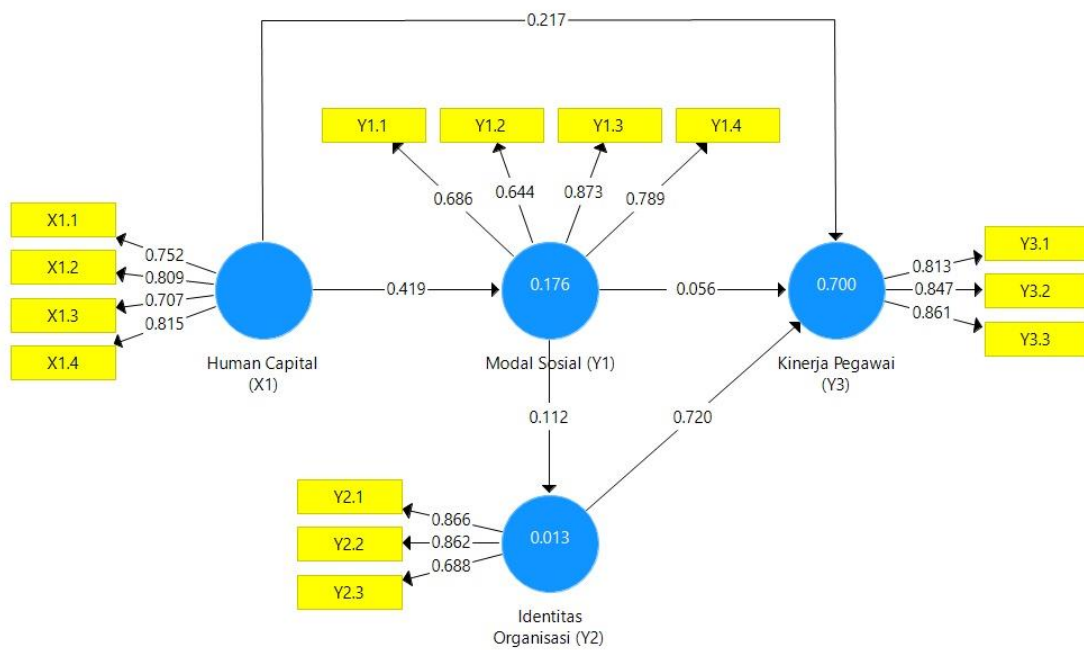 0.217
Y1.1
Y1.2
Y1.3
Y1.4
0.686
0.644
0.873
0.789
X1.1
X1.2
X1.3
X1.4
0.752
0.809
0.707
0.815
Human Capital
(X1)
0.419
0.176
Modal Sosial (Y1)
0.056
0.700
Kinerja Pegawai
(Y3)
0.813
0.847
0.861
Y3.1
Y3.2
Y3.3
0.112
0.720
Y2.1
Y2.2
Y2.3
0.866
0.862
0.688
0.013
Identitas
Organisasi (Y2)